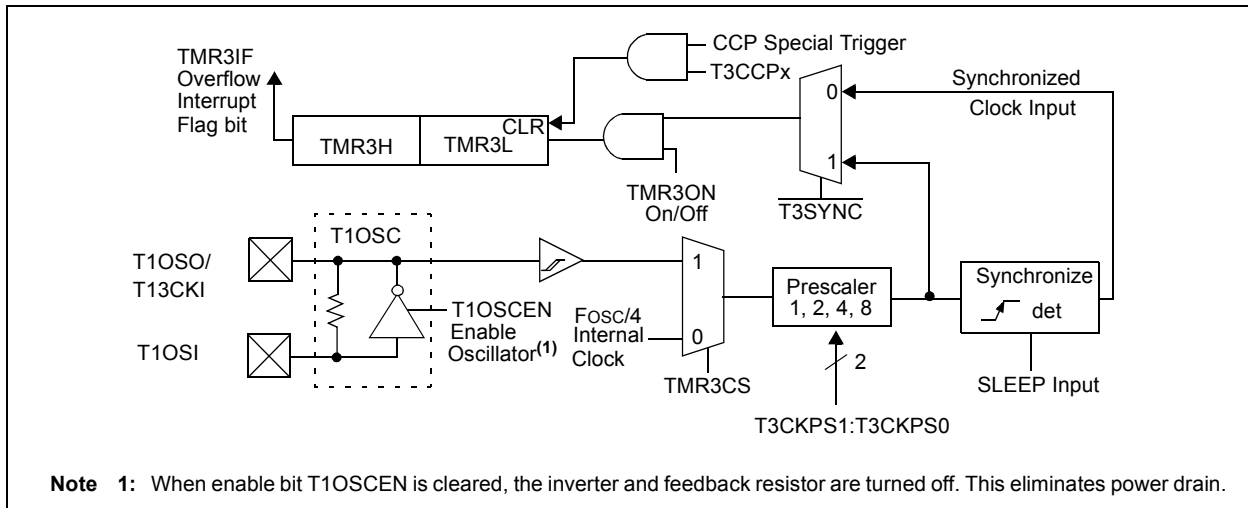 TMR3IF
Overflow
Interrupt
Flag bit
TMR3H
TMR3L
CLR
CCP Special Trigger
T3CCPx
TMR3ON
On/Off
0
1
T3SYNC
Synchronized
Clock Input
T1OSO/
T13CKI
T1OSI
T1OSC
T1OSCEN
Enable
Oscillator(1)
FOSC/4
Internal
Clock
1
0
TMR3CS
Prescaler
1, 2, 4, 8
2
T3CKPS1:T3CKPS0
Synchronize
det
SLEEP Input
Note 1: When enable bit T1OSCEN is cleared, the inverter and feedback resistor are turned off. This eliminates power drain.